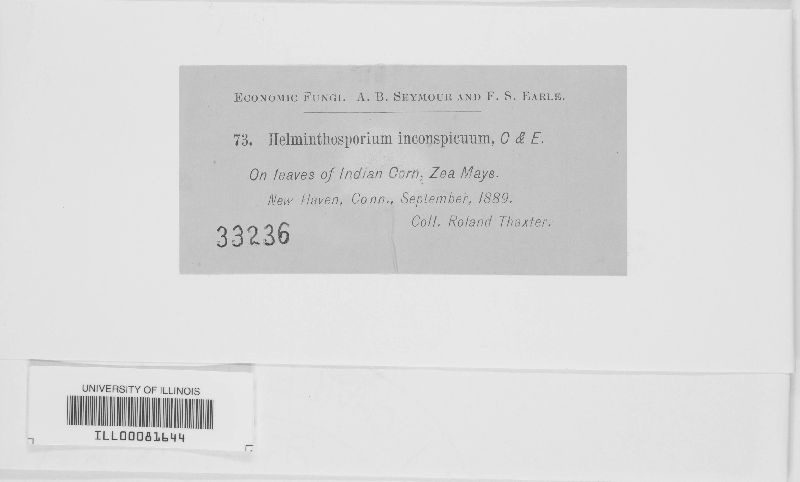 Economic Fungi. A. B. Seymour and F. S. Earle.
73. Helminthosporium inconspicuum, C & E.
On leaves of Indian Corn, Zea Mays.
New Haven, Conn., September, 1889.
Coll. Roland Thaxter.
33236
UNIVERSITY OF ILLINOIS
ILL00081644